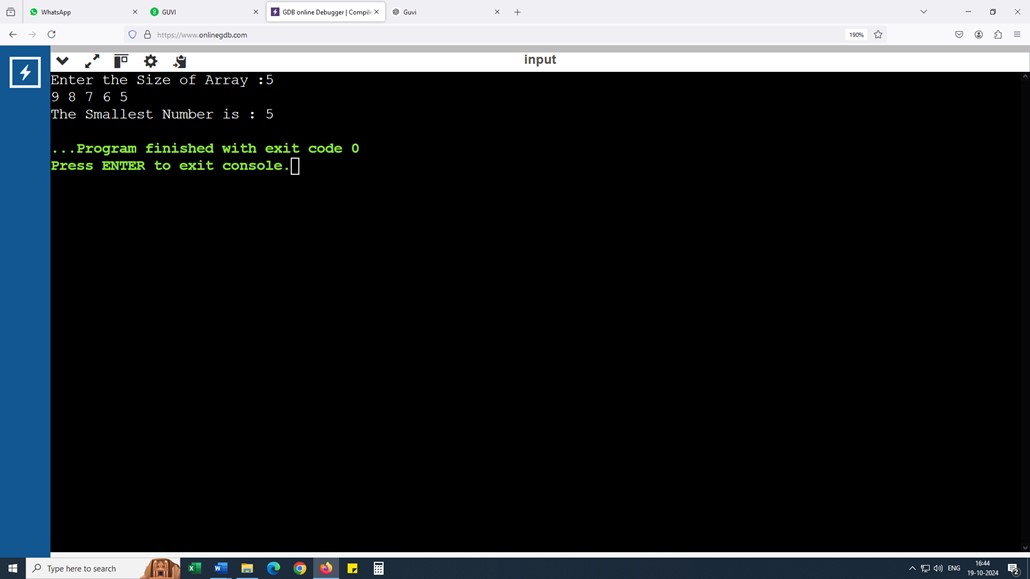 WhatsApp
GUVI
GDB online Debugger | Compile
Guvi
https://www.onlinegdb.com
190%
input
Enter the Size of Array :5
9 8 7 6 5
The Smallest Number is : 5
...Program finished with exit code 0
Press ENTER to exit console.
Type here to search
ENG
16:44
19-10-2024
2